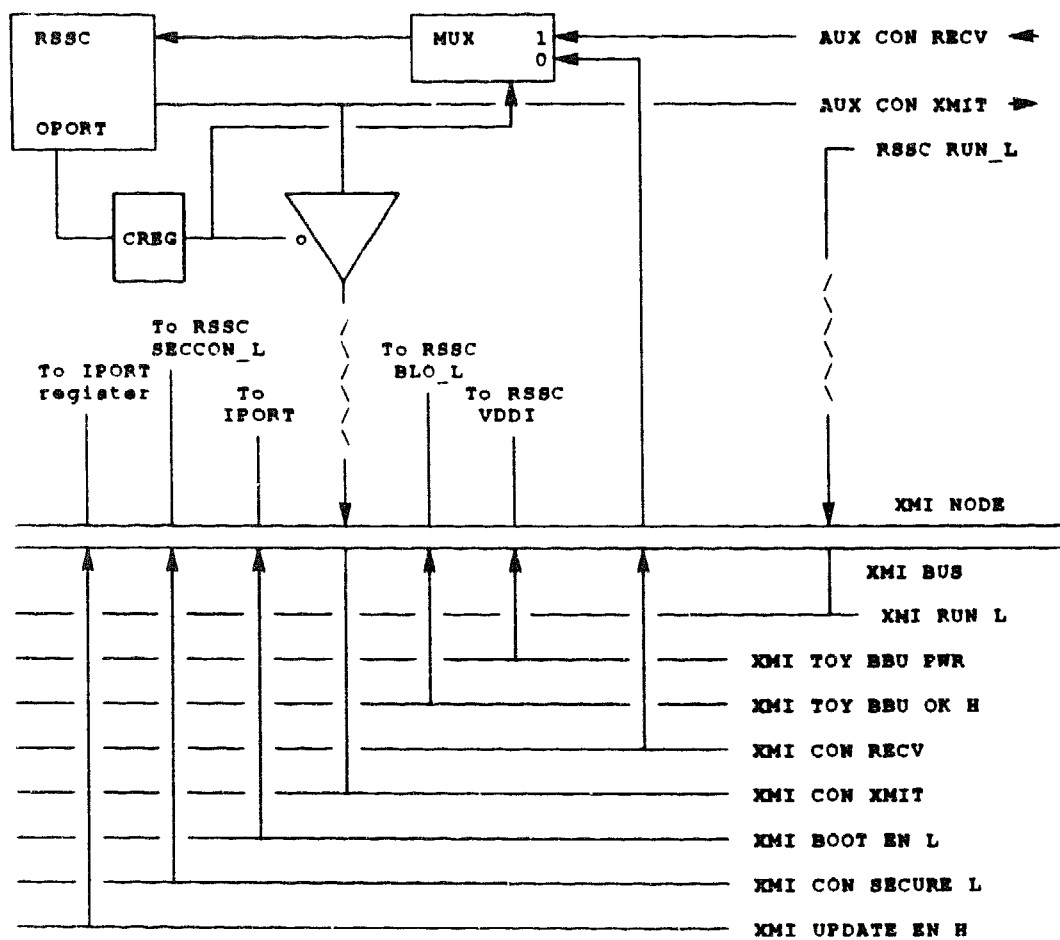 RSSC
MUX 1
0
AUX CON RECV
AUX CON XMIT
OPORT
RSSC RUN_L
CREG
To RSSC
SECCON_L
To RSSC
BLO_L
To IPORT
register
To
IPORT
To RSSC
VDDI
XMI NODE
XMI BUS
XMI RUN L
XMI TOY BBU PWR
XMI TOY BBU OK H
XMI CON RECV
XMI CON XMIT
XMI BOOT EN L
XMI CON SECURE L
XMI UPDATE EN H